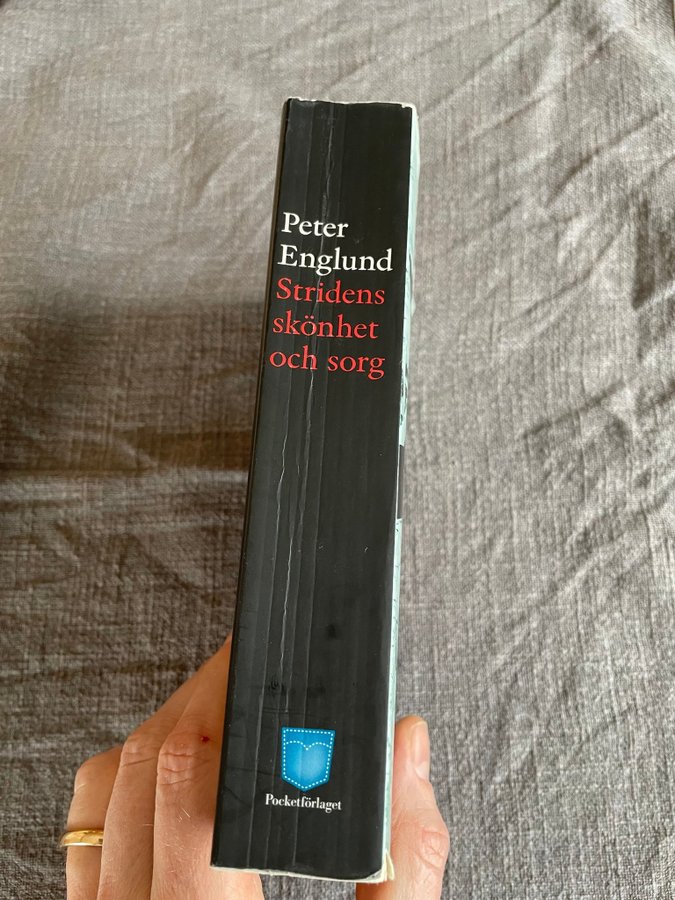 Peter
Englund
Stridens
skönhet
och sorg
Pocketförlaget